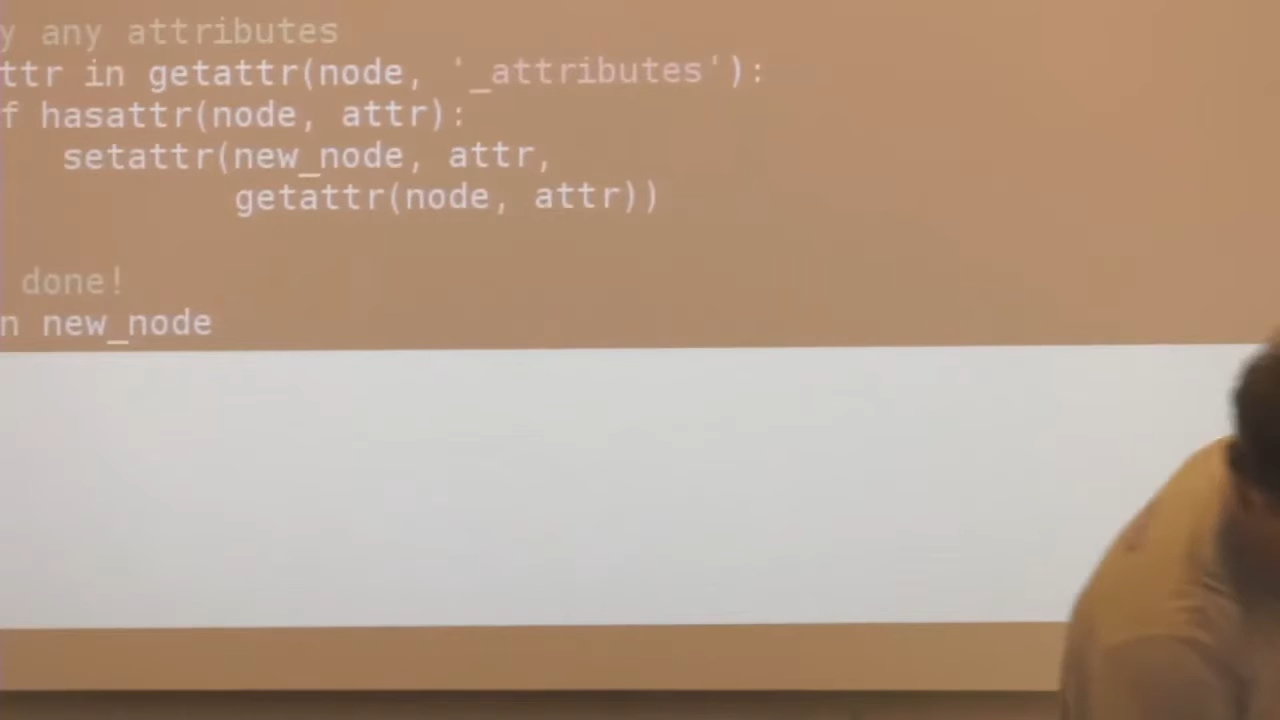 y any attributes
ttr in getattr(node, '_attributes'):
f hasattr(node, attr):
setattr(new_node, attr,
getattr(node, attr))
done!
n new_node